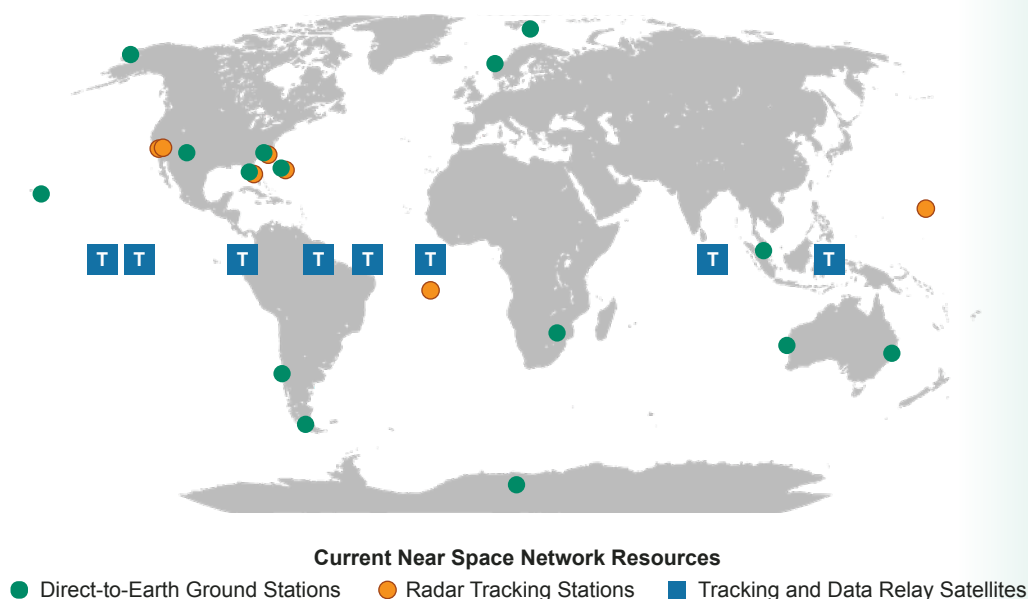 T T T T T T T T
Current Near Space Network Resources
Direct-to-Earth Ground Stations Radar Tracking Stations Tracking and Data Relay Satellites